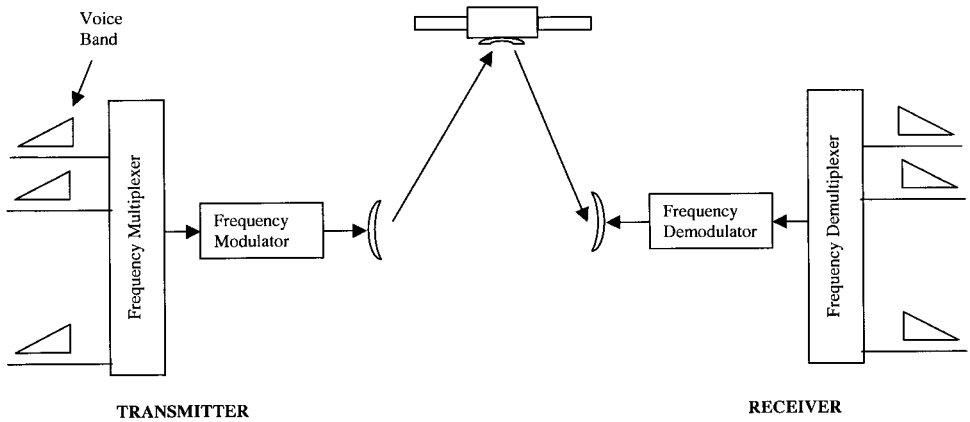 Voice
Band
Frequency Multiplexer
Frequency
Modulator
Frequency
Demodulator
Frequency Demultiplexer
TRANSMITTER
RECEIVER